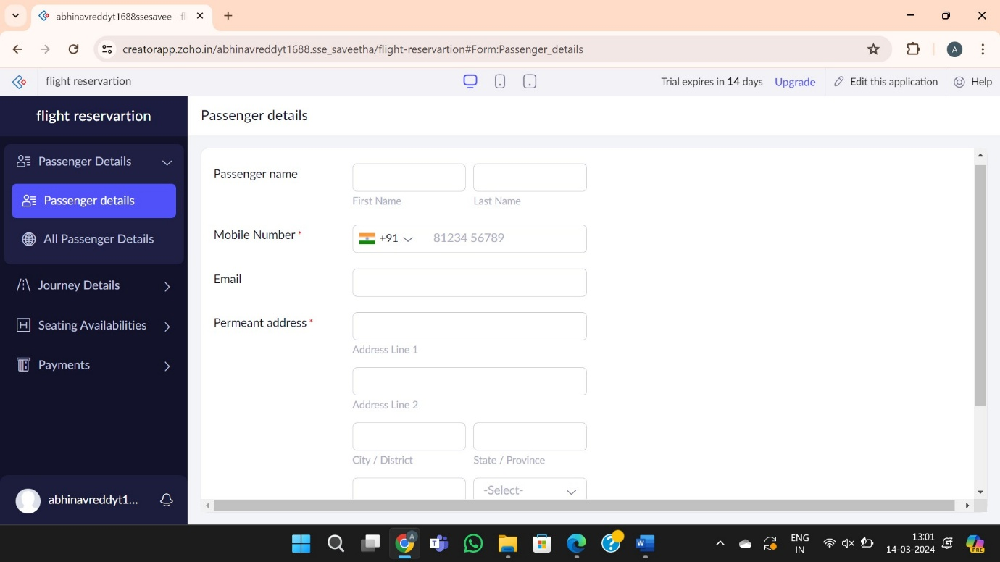 abhinavreddyt1688ssesavee - fl
creatorapp.zoho.in/abhinavreddyt1688.sse_saveetha/flight-reservartion#Form:Passenger_details
A
flight reservartion
Trial expires in 14 days
Upgrade
Edit this application
Help
flight reservartion
Passenger details
Passenger Details
Passenger details
All Passenger Details
Journey Details
Seating Availabilities
Payments
abhinavreddyt1...
Passenger name
First Name
Last Name
Mobile Number *
+91
81234 56789
Email
Permeant address *
Address Line 1
Address Line 2
City / District
State / Province
-Select-
ENG
IN
13:01
14-03-2024
PRE